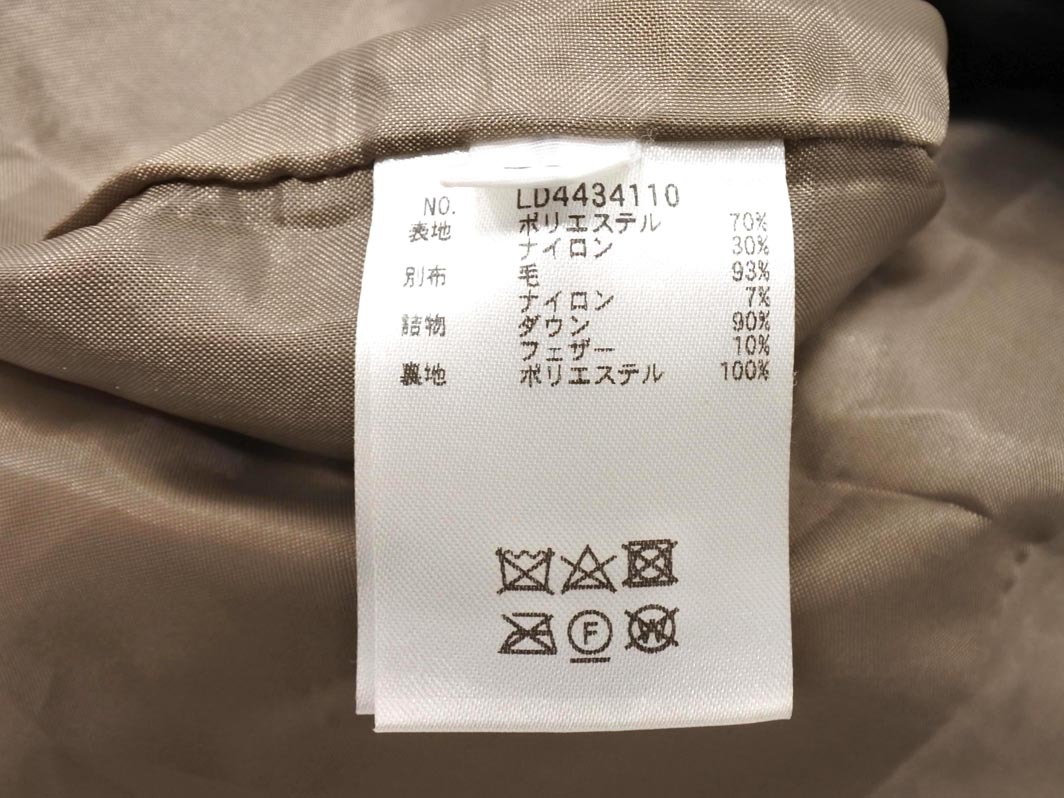 NO. LD4434110
表地 ポリエステル 70%
ナイロン 30%
別布 毛 93%
ナイロン 7%
詰物 ダウン 90%
フェザー 10%
裏地 ポリエステル 100%
F W